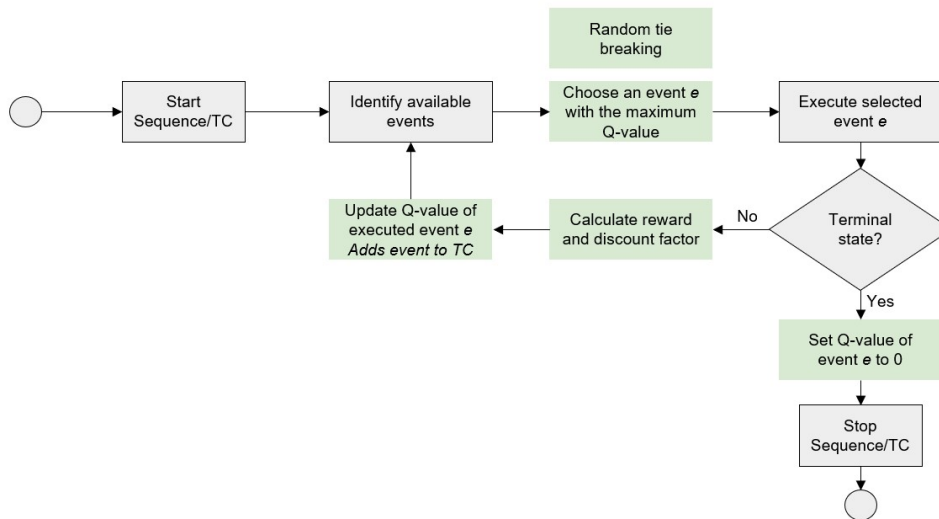 Random tie
breaking
Start
Sequence/TC
Identify available
events
Choose an event e
with the maximum
Q-value
Execute selected
event e
Update Q-value of
executed event e
Adds event to TC
Calculate reward
and discount factor
No
Terminal
state?
Yes
Set Q-value of
event e to 0
Stop
Sequence/TC